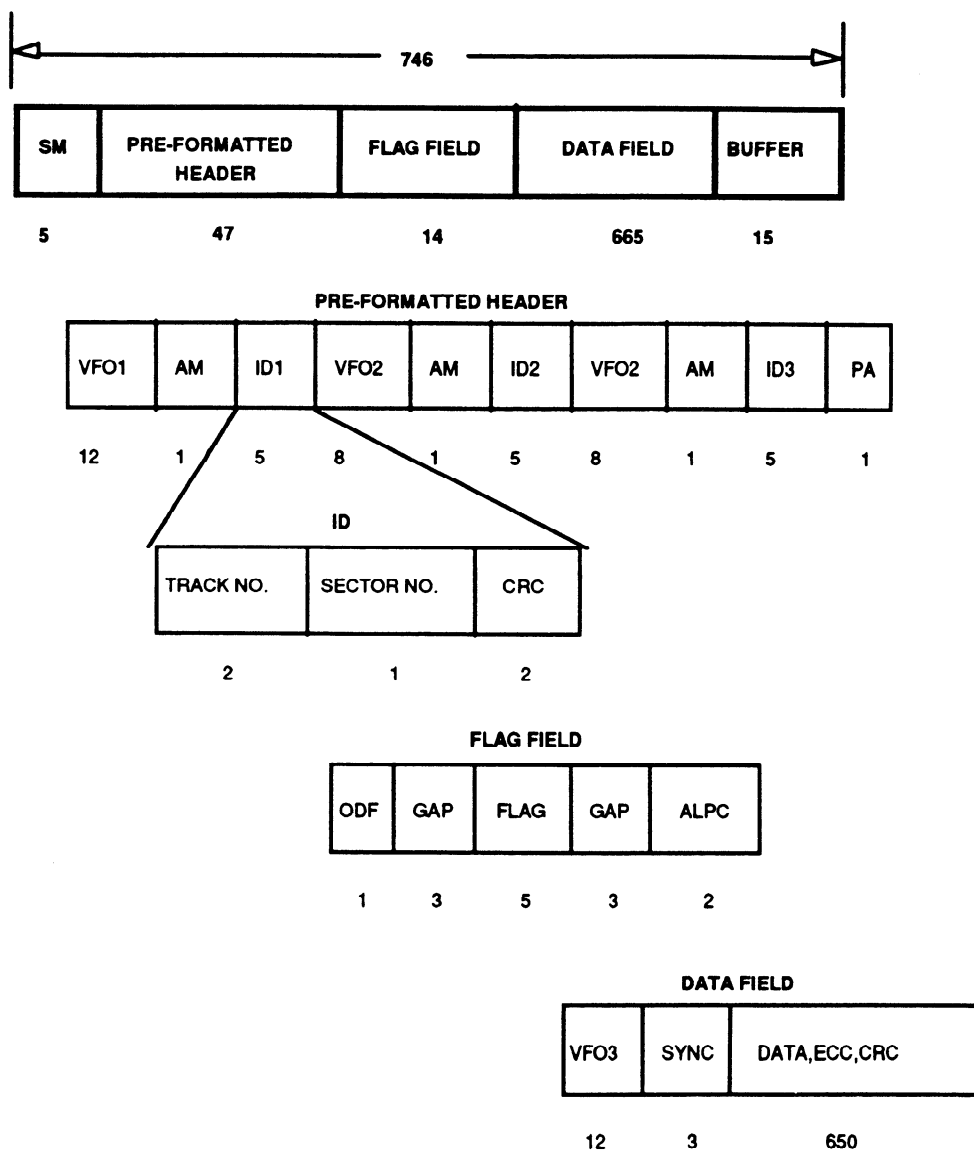 746
SM PRE-FORMATTED HEADER FLAG FIELD DATA FIELD BUFFER
5 47 14 665 15
PRE-FORMATTED HEADER
VFO1 AM ID1 VFO2 AM ID2 VFO2 AM ID3 PA
12 1 5 8 1 5 8 1 5 1
ID
TRACK NO. SECTOR NO. CRC
2 1 2
FLAG FIELD
ODF GAP FLAG GAP ALPC
1 3 5 3 2
DATA FIELD
VFO3 SYNC DATA,ECC,CRC
12 3 650